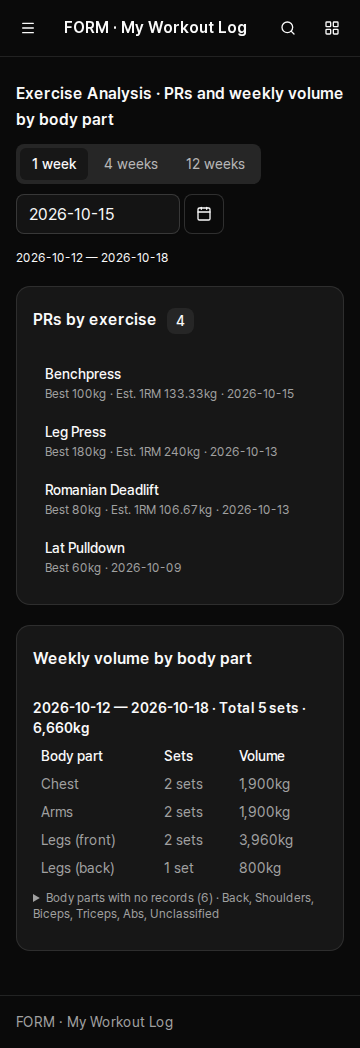 FORM · My Workout Log
Exercise Analysis · PRs and weekly volume
by body part
1 week 4 weeks 12 weeks
2026-10-15
2026-10-12 — 2026-10-18
PRs by exercise 4
Benchpress
Best 100kg · Est. 1RM 133.33kg · 2026-10-15
Leg Press
Best 180kg · Est. 1RM 240kg · 2026-10-13
Romanian Deadlift
Best 80kg · Est. 1RM 106.67kg · 2026-10-13
Lat Pulldown
Best 60kg · 2026-10-09
Weekly volume by body part
2026-10-12 — 2026-10-18 · Total 5 sets ·
6,660kg
Body part Sets Volume
Chest 2 sets 1,900kg
Arms 2 sets 1,900kg
Legs (front) 2 sets 3,960kg
Legs (back) 1 set 800kg
Body parts with no records (6) · Back, Shoulders,
Biceps, Triceps, Abs, Unclassified
FORM · My Workout Log